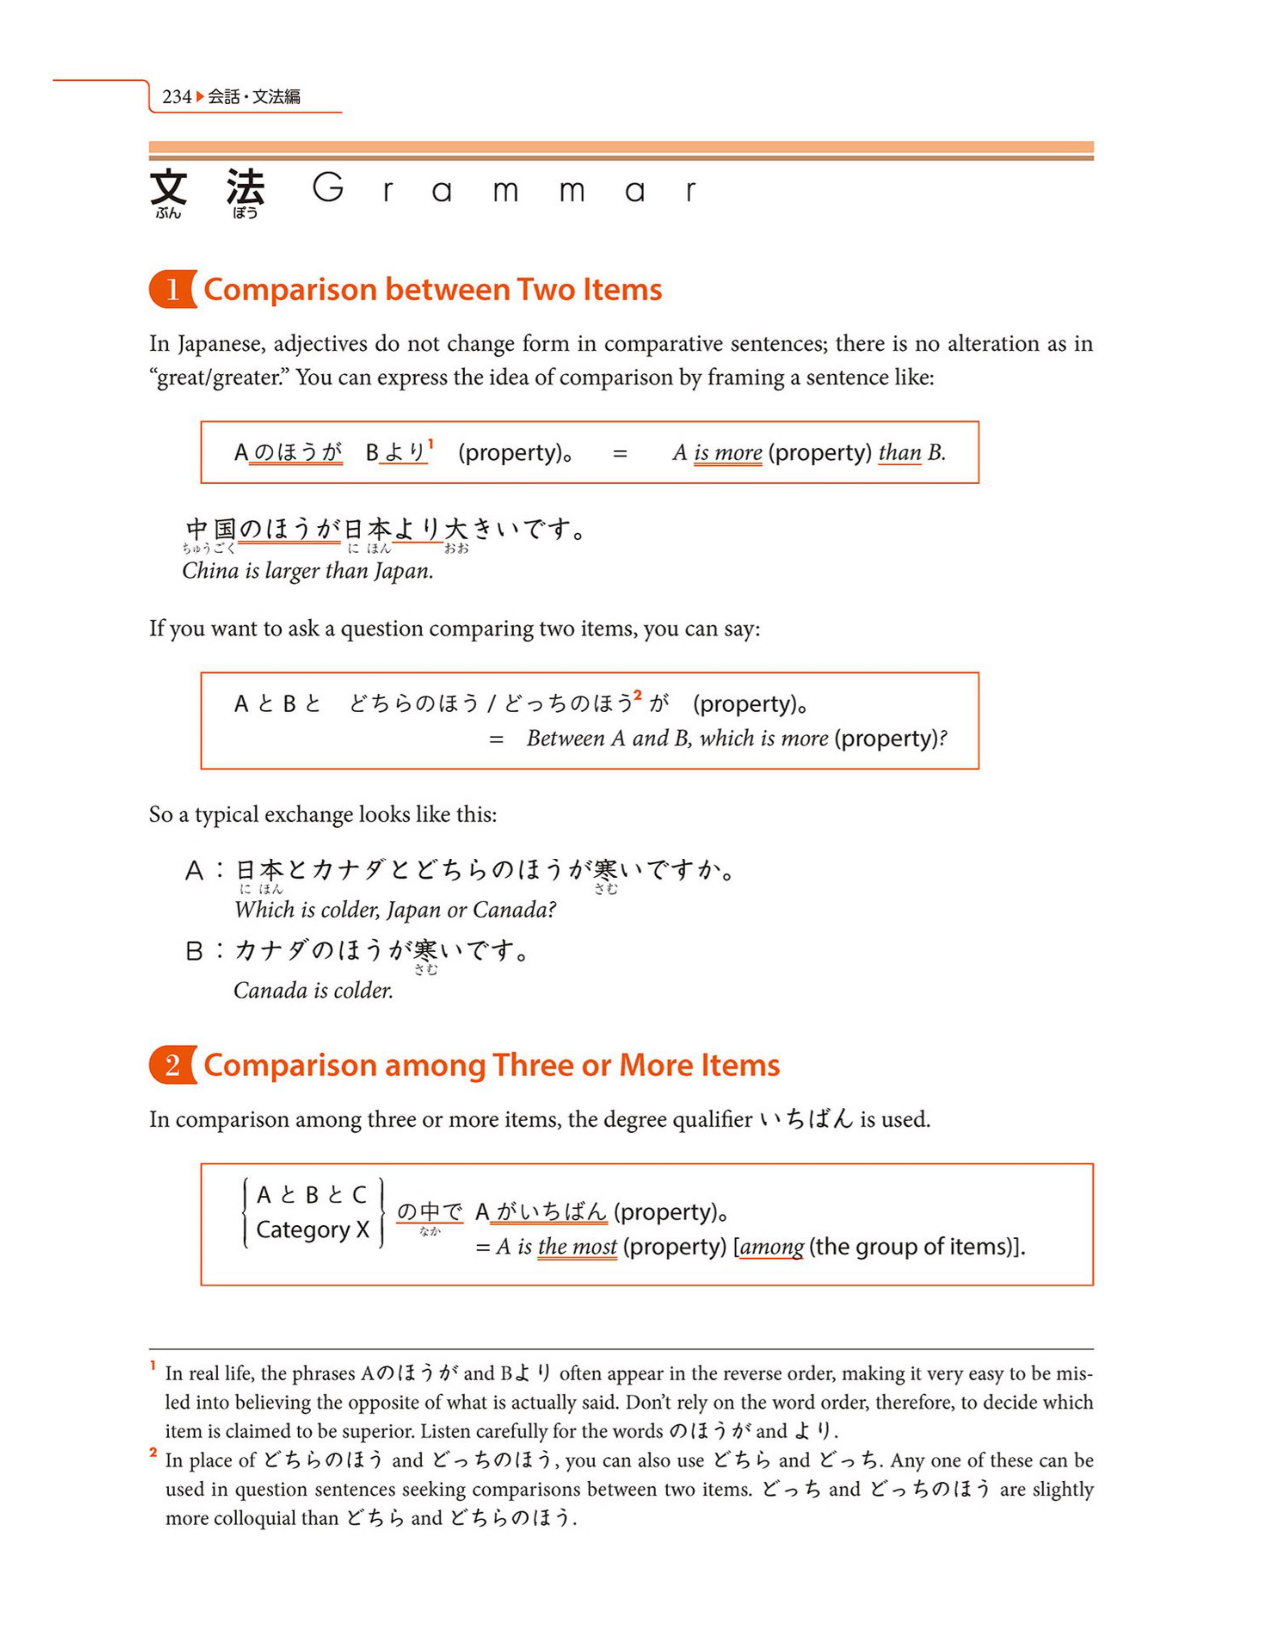 234▶会話・文法編
文 法 Grammar
ぶん ぼう
1 Comparison between Two Items
In Japanese, adjectives do not change form in comparative sentences; there is no alteration as in
“great/greater.” You can express the idea of comparison by framing a sentence like:
Aのほうが Bより1 (property)。 = A is more (property) than B.
中国のほうが日本より大きいです。
ちゅうごく に ほん おお
China is larger than Japan.
If you want to ask a question comparing two items, you can say:
AとBと どちらのほう / どっちのほう2が (property)。
= Between A and B, which is more (property)?
So a typical exchange looks like this:
A：日本とカナダとどちらのほうが寒いですか。
に ほん さむ
Which is colder, Japan or Canada?
B：カナダのほうが寒いです。
さむ
Canada is colder.
2 Comparison among Three or More Items
In comparison among three or more items, the degree qualifier いちばん is used.
AとBとC
Category X
の中で Aがいちばん (property)。
なか
= A is the most (property) [among (the group of items)].
1 In real life, the phrases Aのほうが and Bより often appear in the reverse order, making it very easy to be mis-
led into believing the opposite of what is actually said. Don’t rely on the word order, therefore, to decide which
item is claimed to be superior. Listen carefully for the words のほうが and より.
2 In place of どちらのほう and どっちのほう, you can also use どちら and どっち. Any one of these can be
used in question sentences seeking comparisons between two items. どっち and どっちのほう are slightly
more colloquial than どちら and どちらのほう.